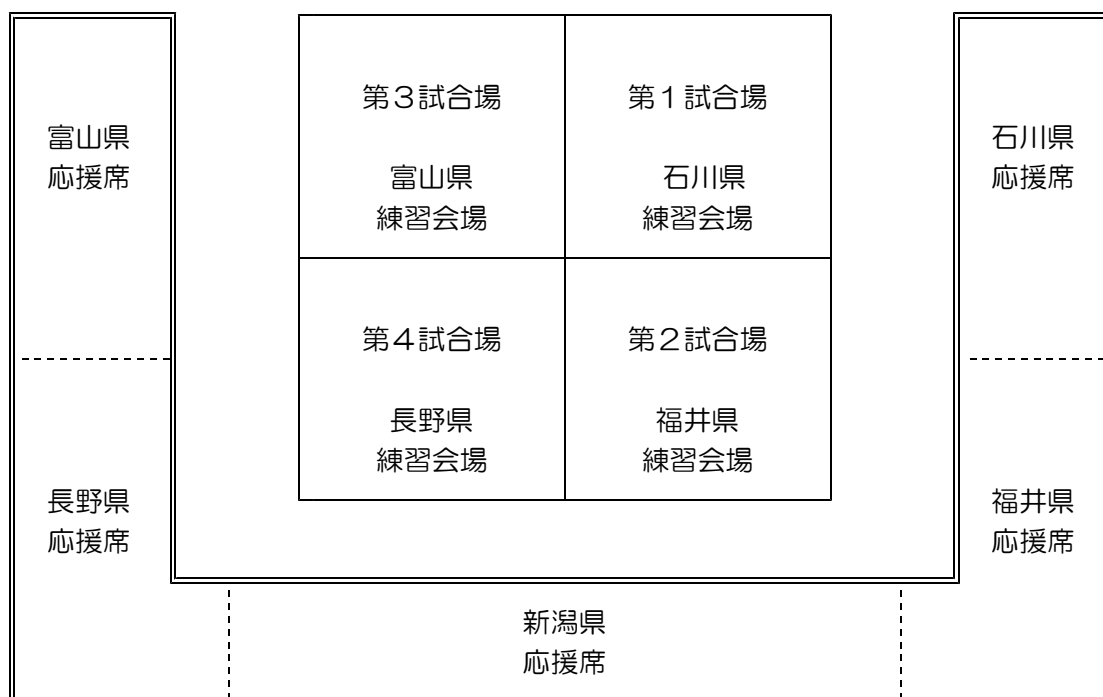 富山県
応援席
第３試合場
富山県
練習会場
第１試合場
石川県
練習会場
石川県
応援席
第４試合場
長野県
練習会場
第２試合場
福井県
練習会場
長野県
応援席
福井県
応援席
新潟県
応援席